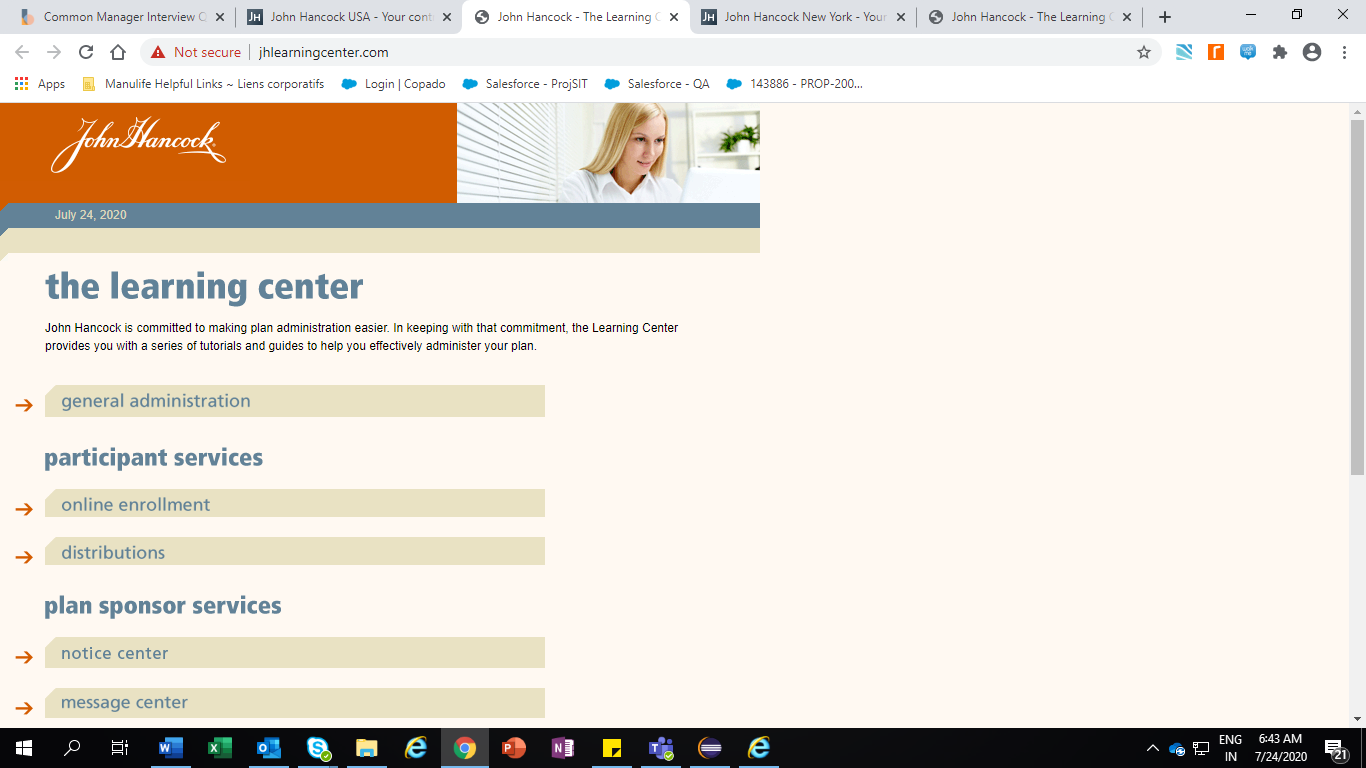 Common Manager Interview Q
John Hancock USA - Your cont
John Hancock - The Learning C
John Hancock New York - Your
John Hancock - The Learning C
Not secure
jhlearningcenter.com
Apps
Manulife Helpful Links ~ Liens corporatifs
Login | Copado
Salesforce - ProjSIT
Salesforce - QA
143886 - PROP-200...
John Hancock
July 24, 2020
the learning center
John Hancock is committed to making plan administration easier. In keeping with that commitment, the Learning Center
provides you with a series of tutorials and guides to help you effectively administer your plan.
general administration
participant services
online enrollment
distributions
plan sponsor services
notice center
message center
ENG
IN
6:43 AM
7/24/2020
21